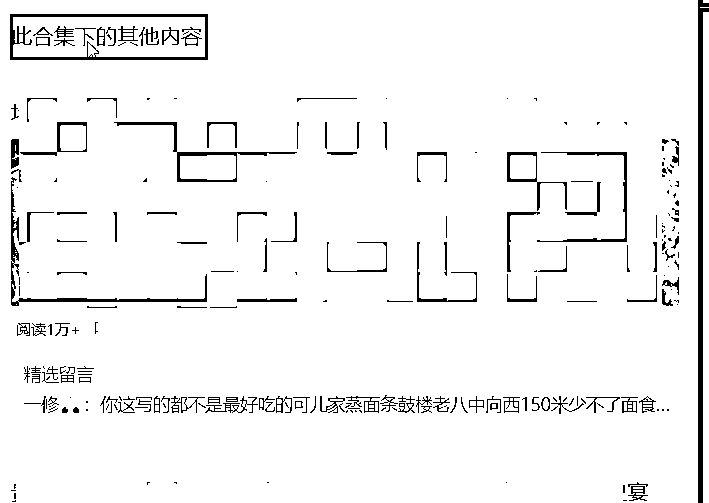 此合集下的其他内容
阅读1万+
精选留言
一修
：你这写的都不是最好吃的可儿家蒸面条鼓楼老八中向西150米少不了面食...
宴